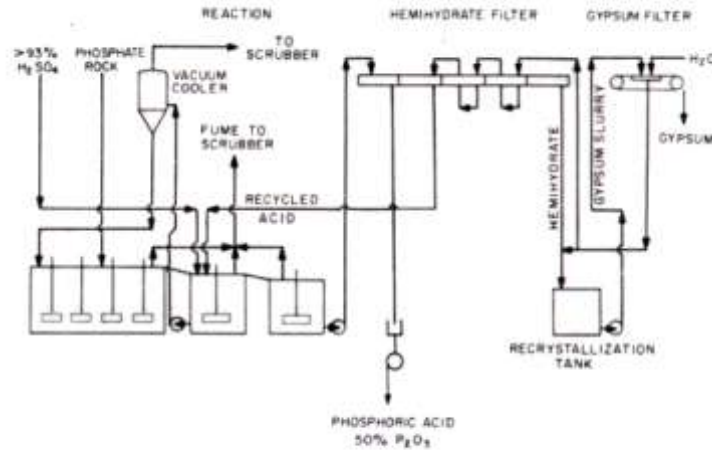 REACTION
HEMIHYDRATE FILTER
GYPSUM FILTER
>93%
H₂SO₄
PHOSPHATE
ROCK
TO
SCRUBBER
VACUUM
COOLER
FUME TO
SCRUBBER
RECYCLED
ACID
HEMIHYDRATE
GYPSUM SLURRY
H₂O
GYPSUM
RECRYSTALLIZATION
TANK
PHOSPHORIC ACID
50% P₂O₅